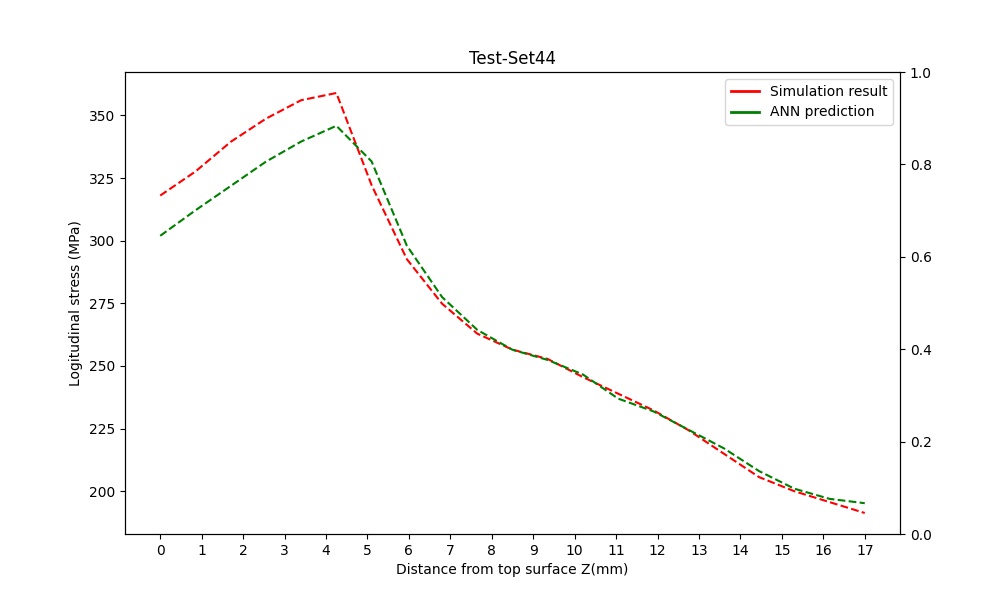 Test-Set44
Simulation result
ANN prediction
Logitudinal stress (MPa)
350
325
300
275
250
225
200
1.0
0.8
0.6
0.4
0.2
0.0
0 1 2 3 4 5 6 7 8 9 10 11 12 13 14 15 16 17
Distance from top surface Z(mm)